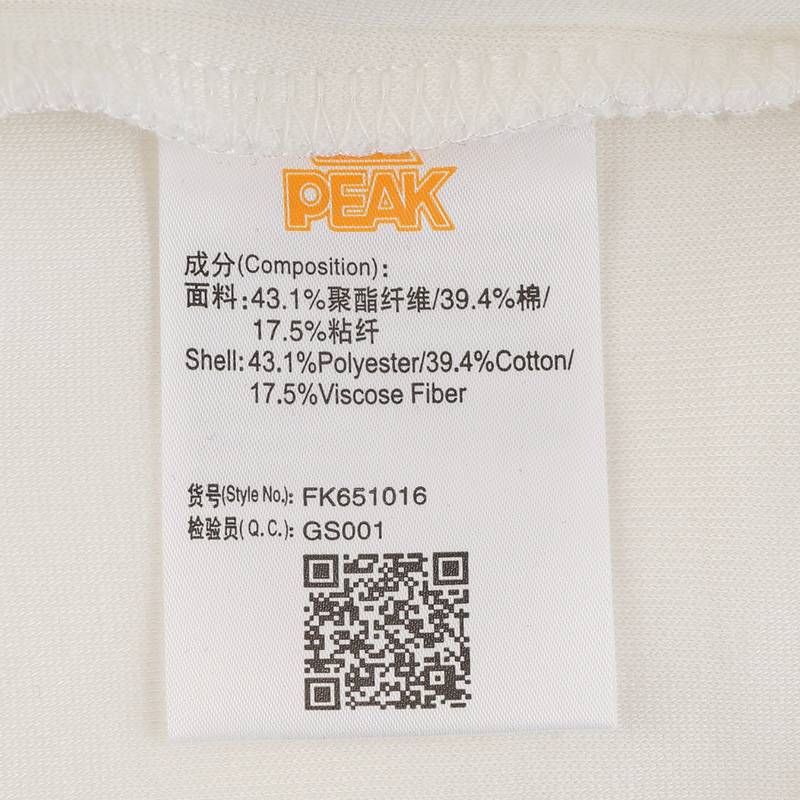 PEAK
成分(Composition):
面料:43.1%聚酯纤维/39.4%棉/
17.5%粘纤
Shell:43.1%Polyester/39.4%Cotton/
17.5%Viscose Fiber
货号(Style No.): FK651016
检验员(Q.C.): GS001